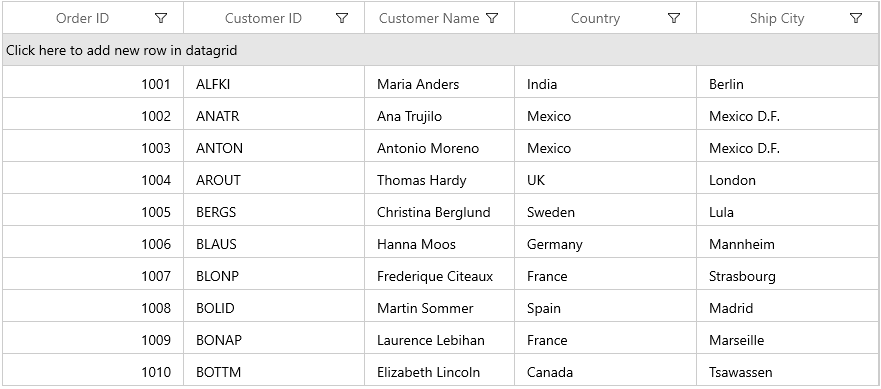 Order ID Customer ID Customer Name Country Ship City
Click here to add new row in datagrid
1001 ALFKI Maria Anders India Berlin
1002 ANATR Ana Trujilo Mexico Mexico D.F.
1003 ANTON Antonio Moreno Mexico Mexico D.F.
1004 AROUT Thomas Hardy UK London
1005 BERGS Christina Berglund Sweden Lula
1006 BLAUS Hanna Moos Germany Mannheim
1007 BLONP Frederique Citeaux France Strasbourg
1008 BOLID Martin Sommer Spain Madrid
1009 BONAP Laurence Lebihan France Marseille
1010 BOTTM Elizabeth Lincoln Canada Tsawassen